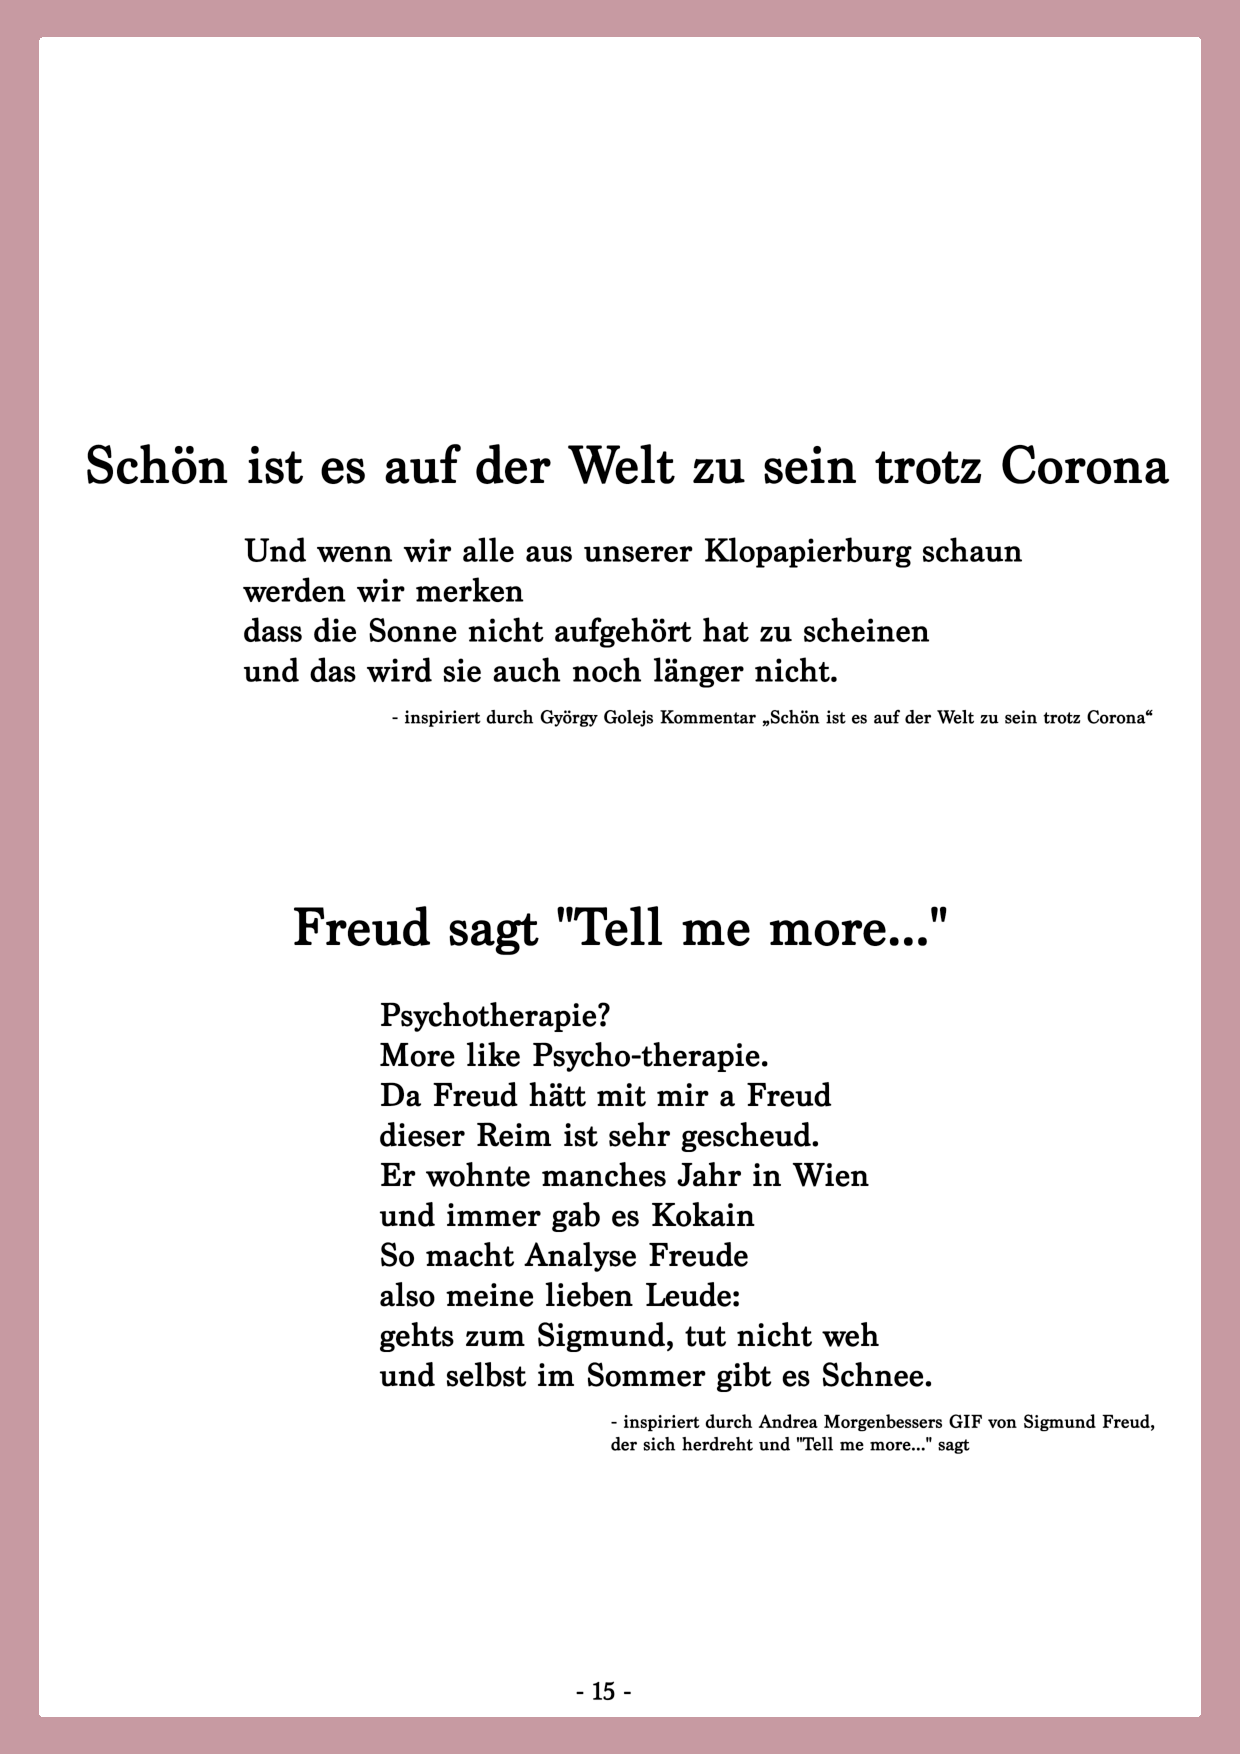 Schön ist es auf der Welt zu sein trotz Corona
Und wenn wir alle aus unserer Klopapierburg schaun
werden wir merken
dass die Sonne nicht aufgehört hat zu scheinen
und das wird sie auch noch länger nicht.
- inspiriert durch György Golejs Kommentar „Schön ist es auf der Welt zu sein trotz Corona“
Freud sagt "Tell me more..."
Psychotherapie?
More like Psycho-therapie.
Da Freud hätt mit mir a Freud
dieser Reim ist sehr gescheud.
Er wohnte manches Jahr in Wien
und immer gab es Kokain
So macht Analyse Freude
also meine lieben Leude:
gehts zum Sigmund, tut nicht weh
und selbst im Sommer gibt es Schnee.
- inspiriert durch Andrea Morgenbessers GIF von Sigmund Freud,
der sich herdreht und "Tell me more..." sagt
- 15 -